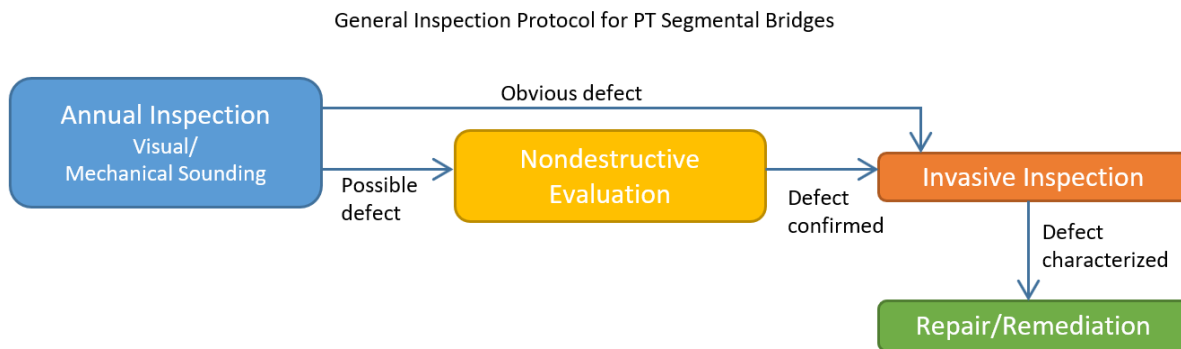 General Inspection Protocol for PT Segmental Bridges
Annual Inspection
Visual/
Mechanical Sounding
Obvious defect
Possible
defect
Nondestructive
Evaluation
Defect
confirmed
Invasive Inspection
Defect
characterized
Repair/Remediation